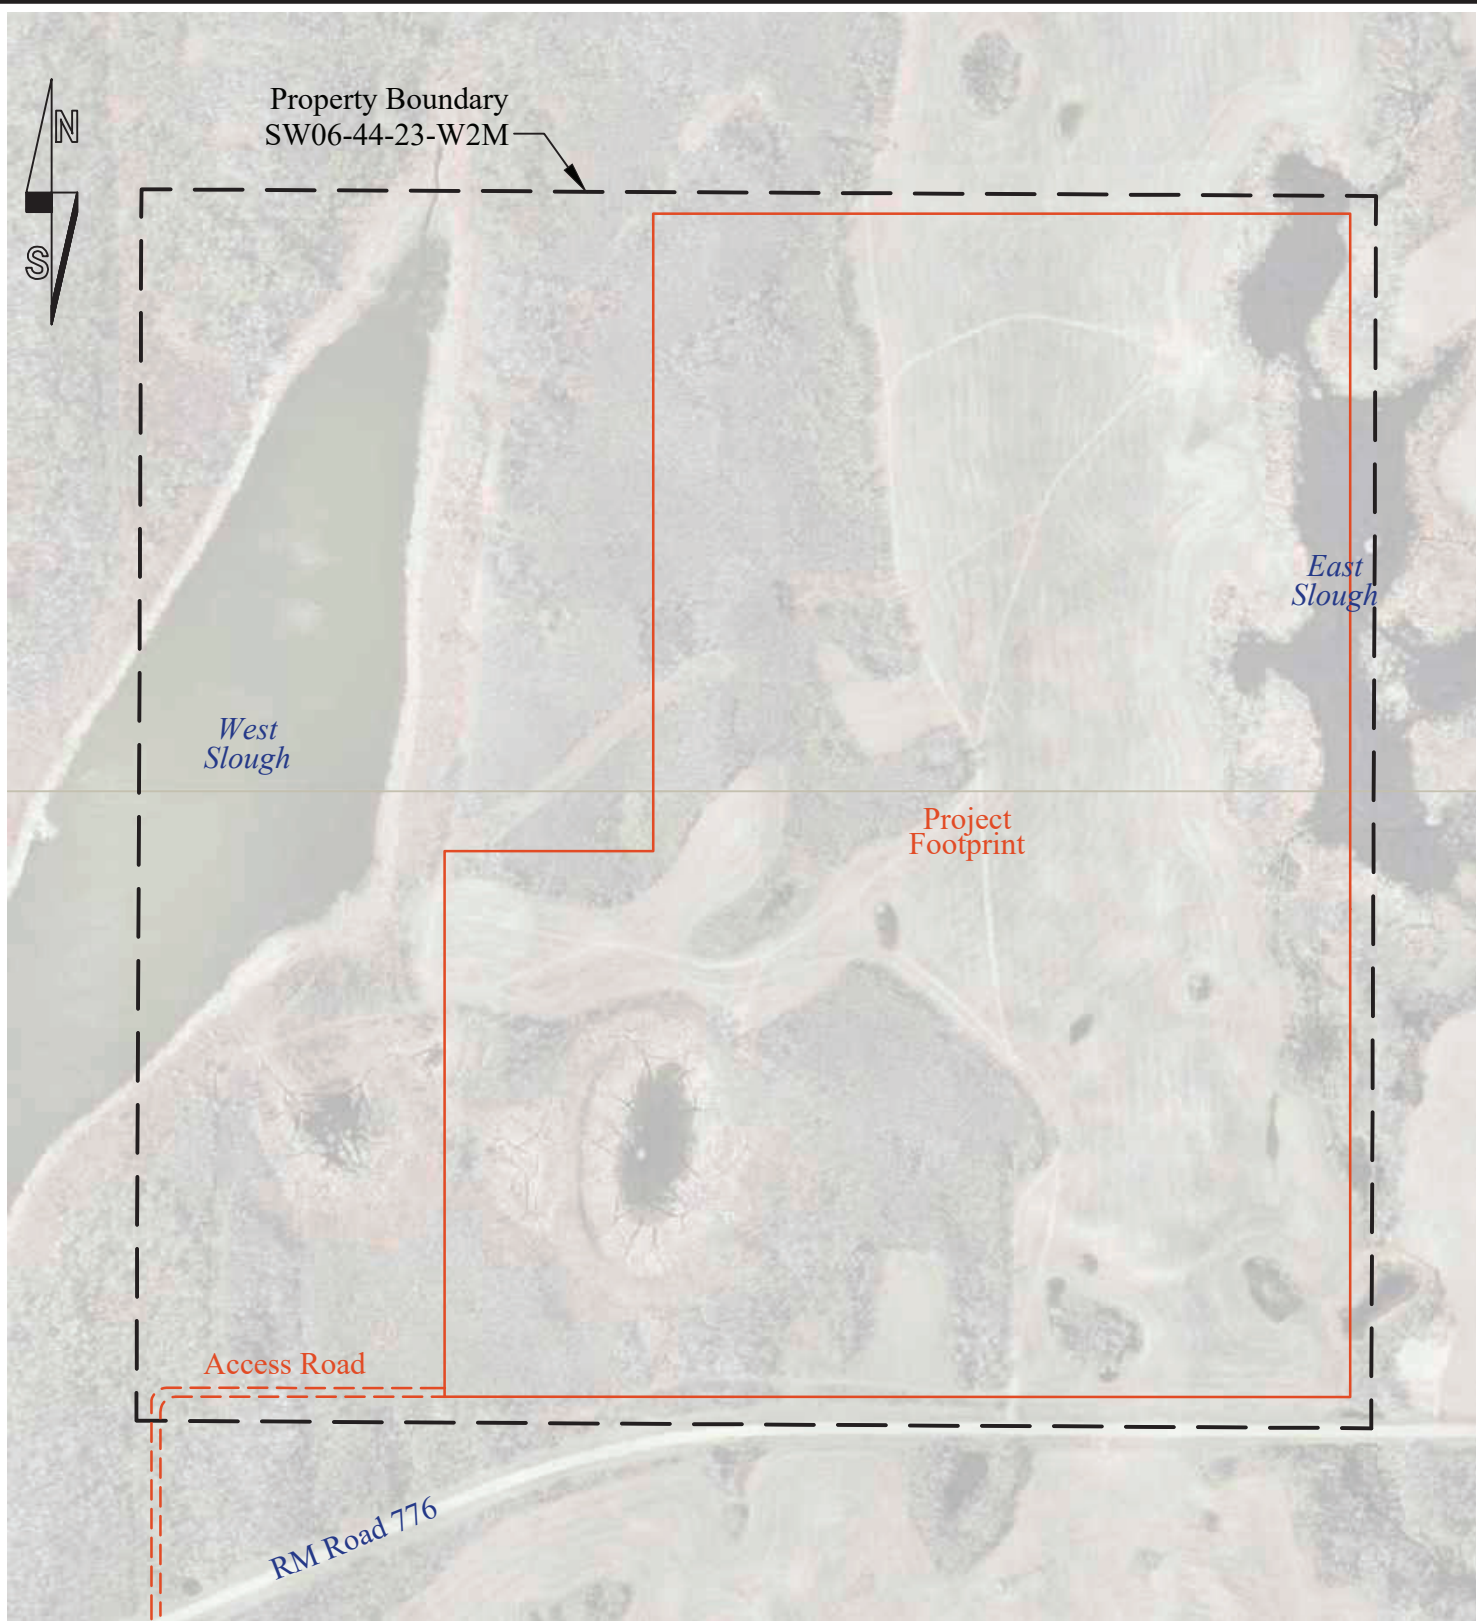 Property Boundary
SW06-44-23-W2M
N
S
East
Slough
West
Slough
Project
Footprint
Access Road
RM Road 776